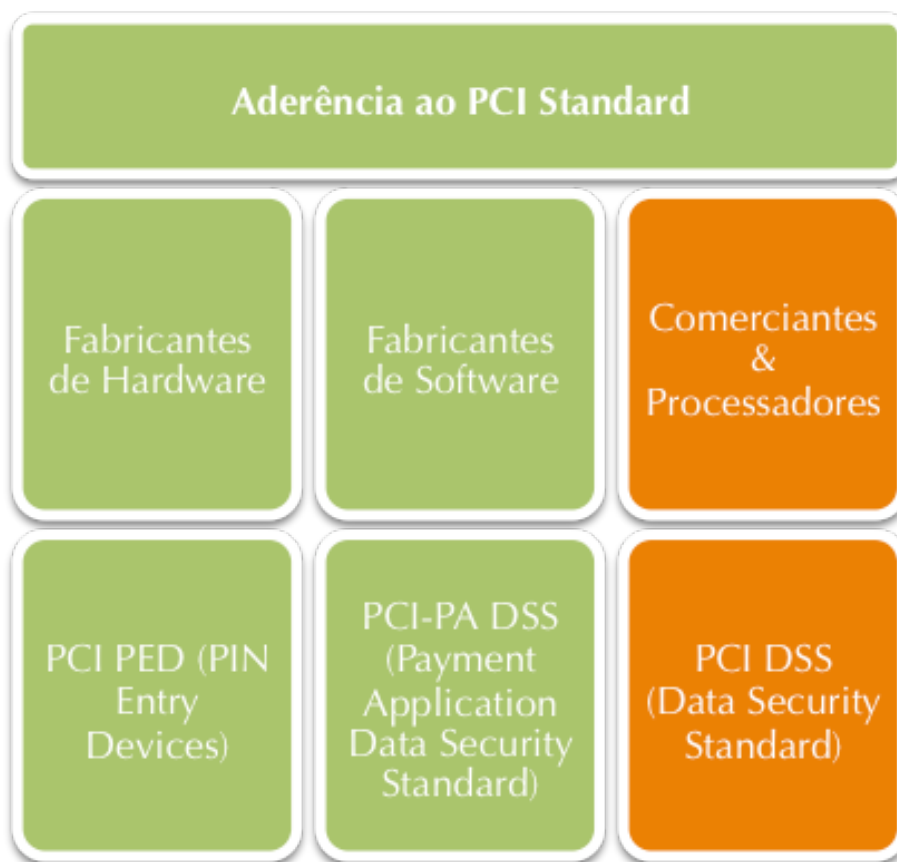 Aderência ao PCI Standard
Fabricantes
de Hardware
Fabricantes
de Software
Comerciantes
&
Processadores
PCI PED (PIN
Entry
Devices)
PCI-PA DSS
(Payment
Application
Data Security
Standard)
PCI DSS
(Data Security
Standard)